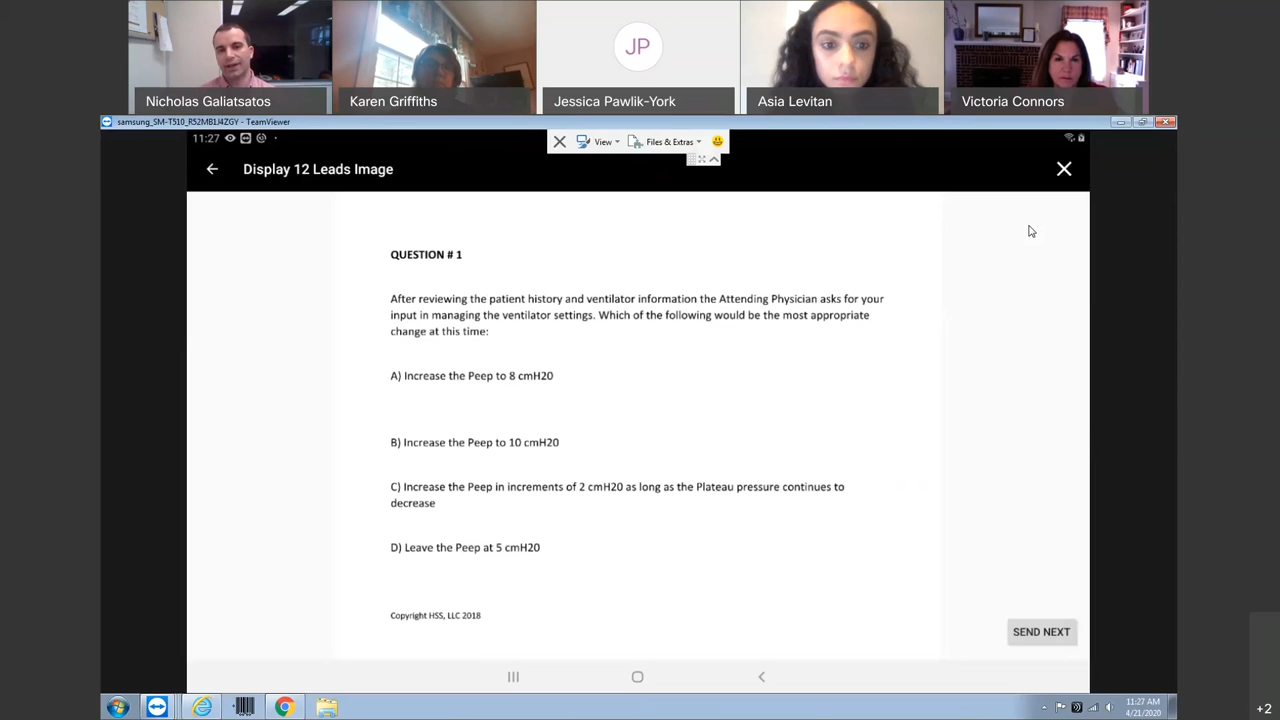 Nicholas Galiatsatos
Karen Griffiths
JP
Jessica Pawlik-York
Asia Levitan
Victoria Connors
samsung_SM-T510_R52MB1J4ZGY - TeamViewer
11:27
View
Files & Extras
Display 12 Leads Image
QUESTION # 1
After reviewing the patient history and ventilator information the Attending Physician asks for your
input in managing the ventilator settings. Which of the following would be the most appropriate
change at this time:
A) Increase the Peep to 8 cmH20
B) Increase the Peep to 10 cmH20
C) Increase the Peep in increments of 2 cmH20 as long as the Plateau pressure continues to
decrease
D) Leave the Peep at 5 cmH20
Copyright HSS, LLC 2018
SEND NEXT
11:27 AM
4/21/2020
+2